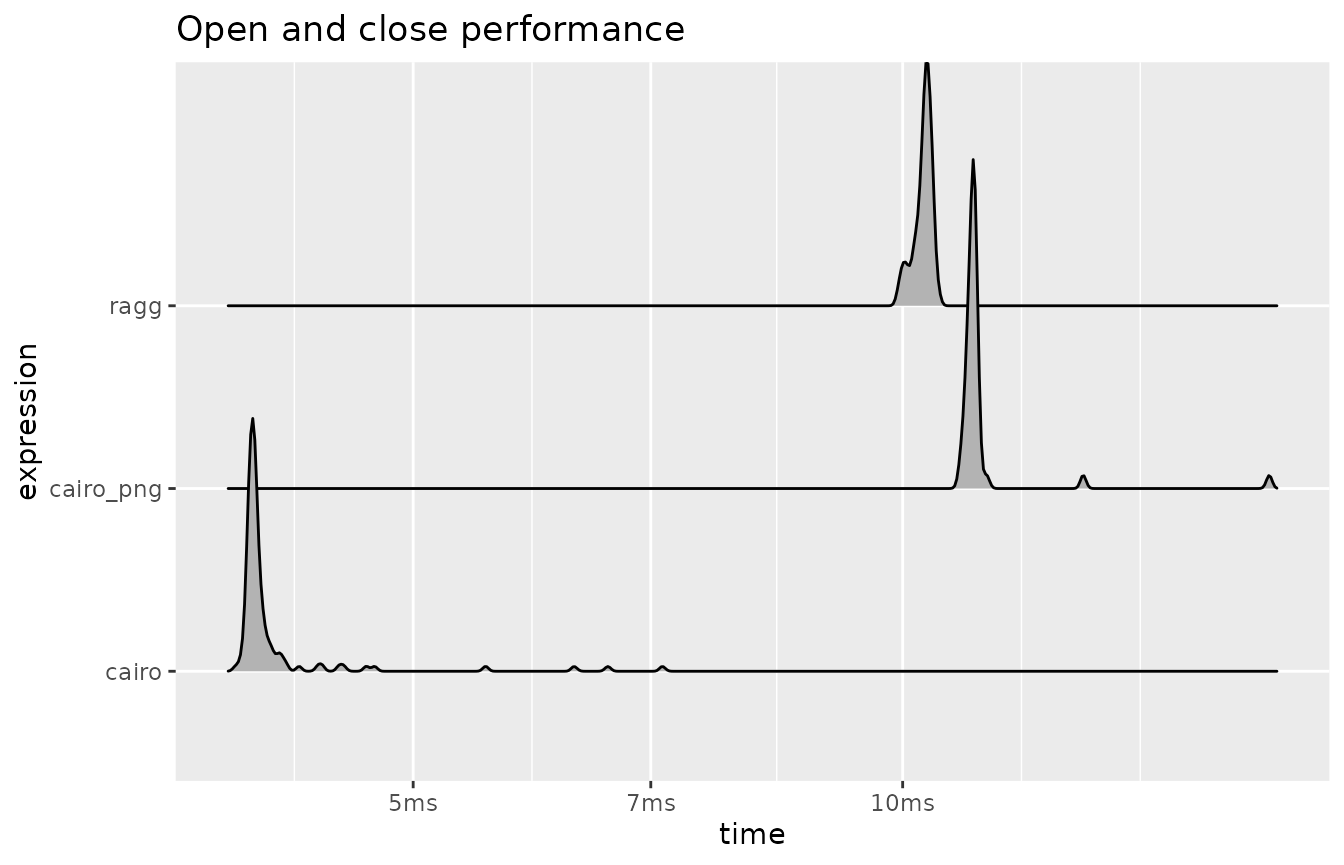 Open and close performance
ragg
cairo_png
cairo
expression
5ms
7ms
10ms
time